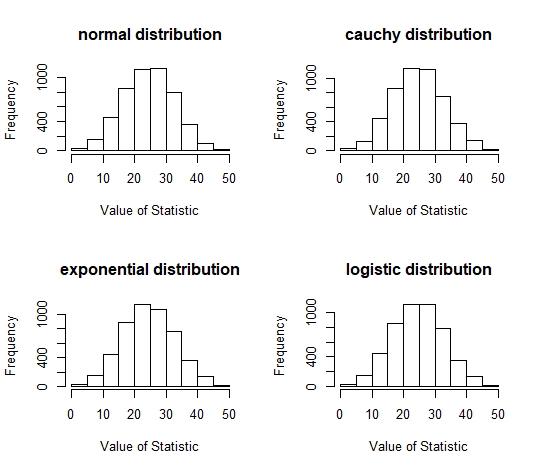 normal distribution
Frequency
0 400 1000
0 10 20 30 40 50
Value of Statistic
cauchy distribution
Frequency
0 400 1000
0 10 20 30 40 50
Value of Statistic
exponential distribution
Frequency
0 400 1000
0 10 20 30 40 50
Value of Statistic
logistic distribution
Frequency
0 400 1000
0 10 20 30 40 50
Value of Statistic